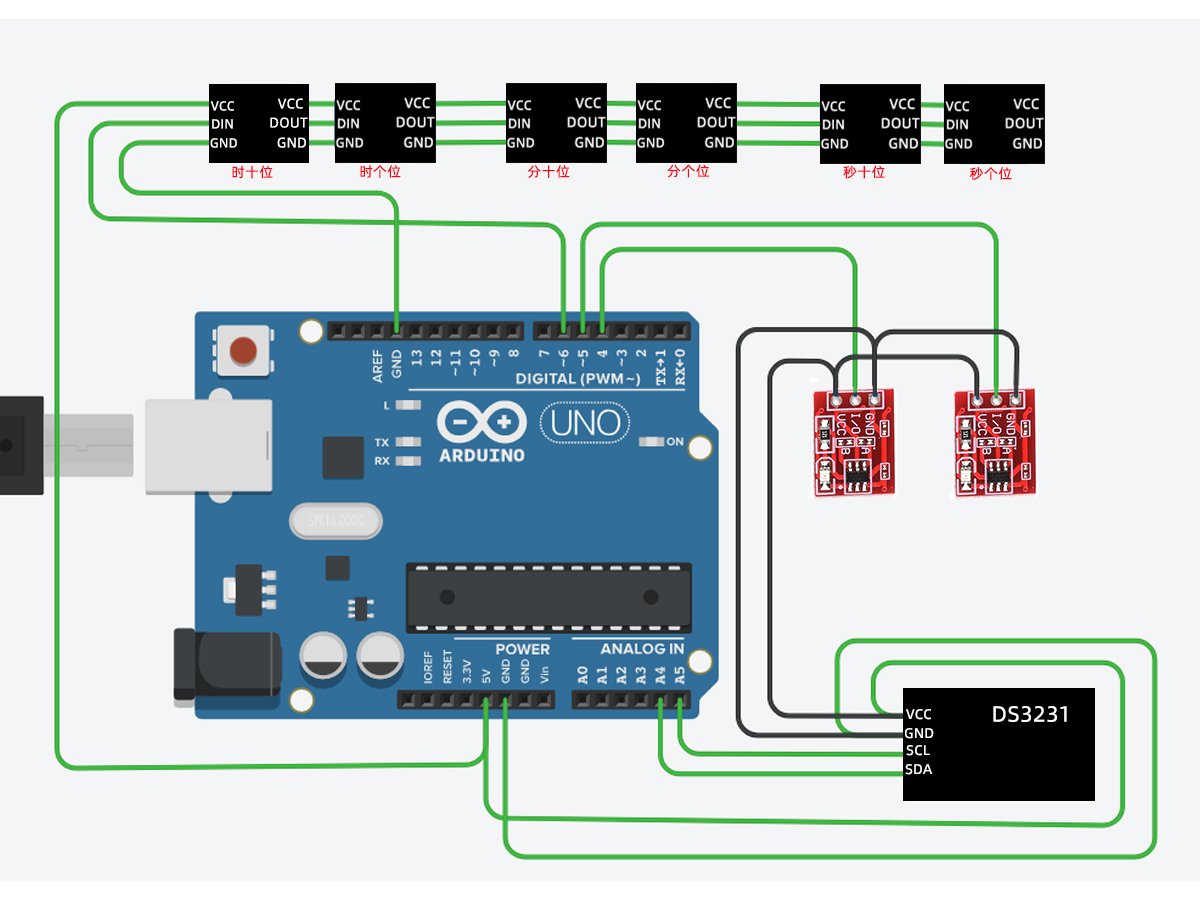 VCC VCC VCC VCC VCC VCC VCC VCC VCC VCC VCC VCC
DIN DOUT DIN DOUT DIN DOUT DIN DOUT DIN DOUT DIN DOUT
GND GND GND GND GND GND GND GND GND GND GND GND
时十位 时个位 分十位 分个位 秒十位 秒个位
AREF GND 13 12 ~11 ~10 ~9 8 7 ~6 ~5 4 ~3 2 TX→1 RX←0
DIGITAL (PWM~)
L
TX
RX
UNO
ARDUINO
ON
VCC I/O GND
A
B
VCC I/O GND
A
B
SPK16.000G
POWER
ANALOG IN
IOREF RESET 3.3V 5V GND GND Vin A0 A1 A2 A3 A4 A5
DS3231
VCC
GND
SCL
SDA